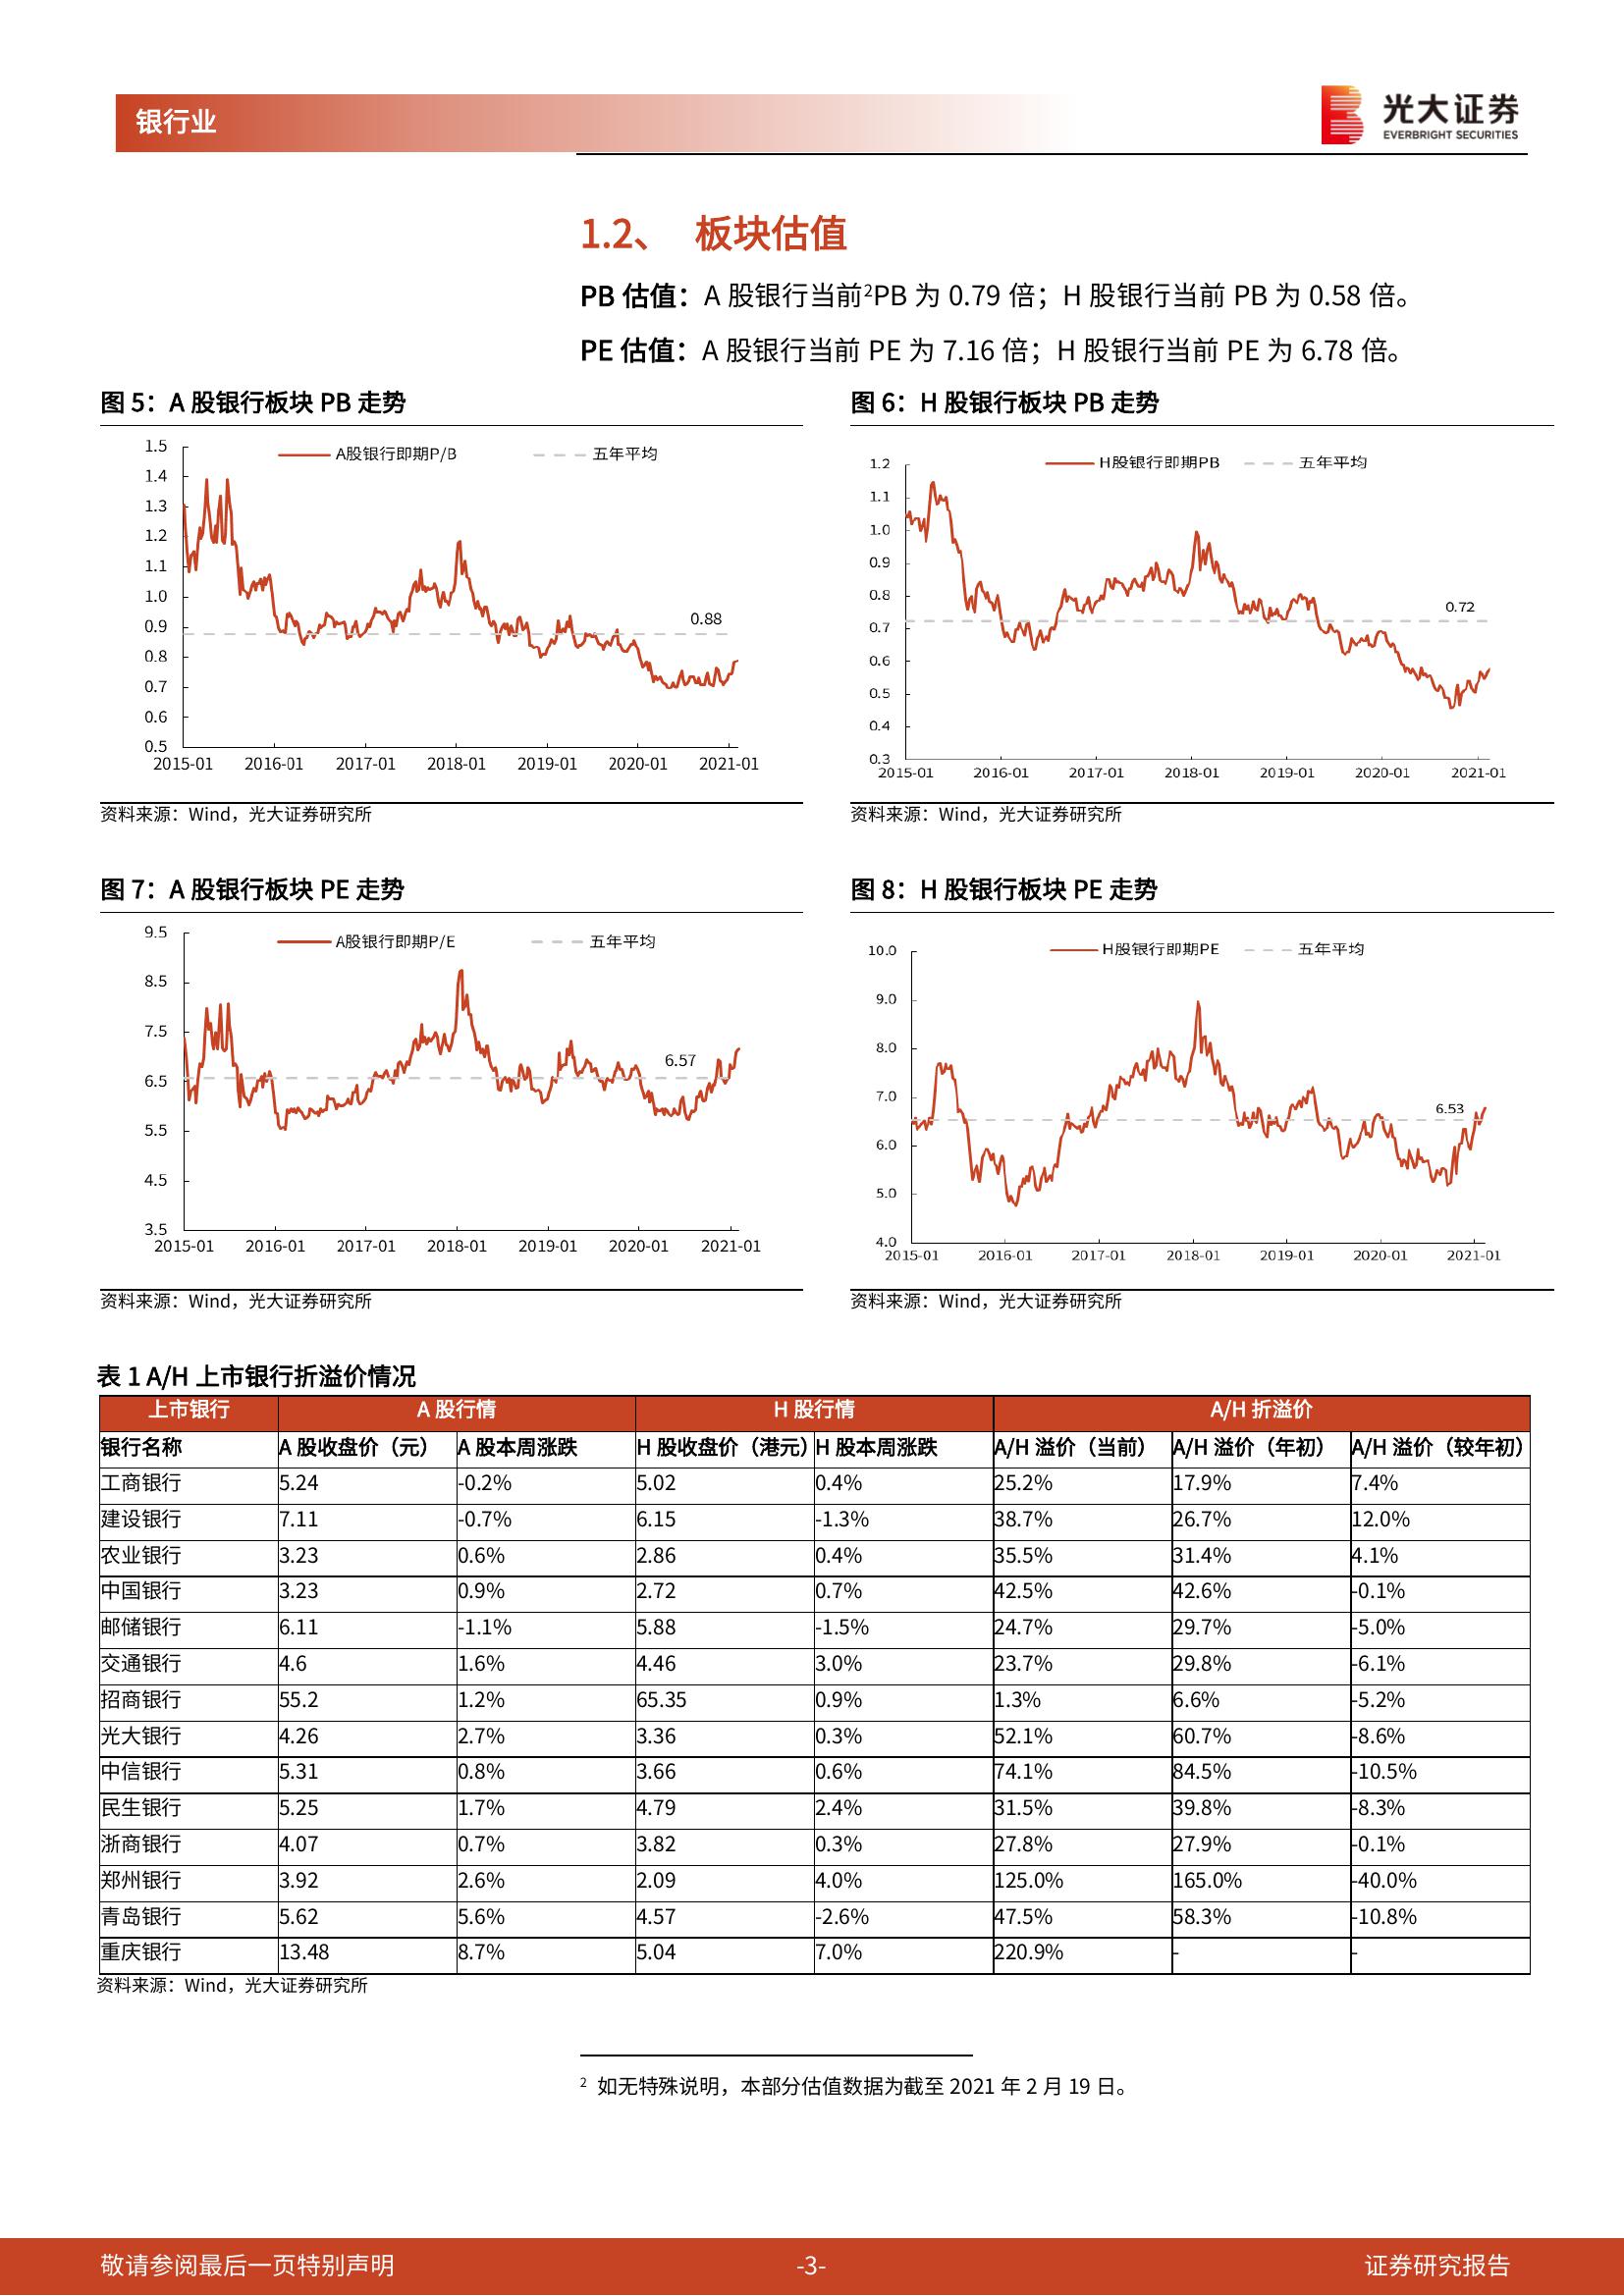 银行业
光大证券
EVERBRIGHT SECURITIES
1.2、 板块估值
PB 估值：A 股银行当前²PB 为 0.79 倍；H 股银行当前 PB 为 0.58 倍。
PE 估值：A 股银行当前 PE 为 7.16 倍；H 股银行当前 PE 为 6.78 倍。
图 5：A 股银行板块 PB 走势
A股银行即期P/B 五年平均
1.5
1.4
1.3
1.2
1.1
1.0
0.9
0.8
0.7
0.6
0.5
0.88
2015-01 2016-01 2017-01 2018-01 2019-01 2020-01 2021-01
资料来源：Wind，光大证券研究所
图 6：H 股银行板块 PB 走势
H股银行即期PB 五年平均
1.2
1.1
1.0
0.9
0.8
0.7
0.6
0.5
0.4
0.3
0.72
2015-01 2016-01 2017-01 2018-01 2019-01 2020-01 2021-01
资料来源：Wind，光大证券研究所
图 7：A 股银行板块 PE 走势
A股银行即期P/E 五年平均
9.5
8.5
7.5
6.5
5.5
4.5
3.5
6.57
2015-01 2016-01 2017-01 2018-01 2019-01 2020-01 2021-01
资料来源：Wind，光大证券研究所
图 8：H 股银行板块 PE 走势
H股银行即期PE 五年平均
10.0
9.0
8.0
7.0
6.0
5.0
4.0
6.53
2015-01 2016-01 2017-01 2018-01 2019-01 2020-01 2021-01
资料来源：Wind，光大证券研究所
表 1 A/H 上市银行折溢价情况
上市银行 A 股行情 H 股行情 A/H 折溢价
银行名称 A 股收盘价（元） A 股本周涨跌 H 股收盘价（港元） H 股本周涨跌 A/H 溢价（当前） A/H 溢价（年初） A/H 溢价（较年初）
工商银行 5.24 -0.2% 5.02 0.4% 25.2% 17.9% 7.4%
建设银行 7.11 -0.7% 6.15 -1.3% 38.7% 26.7% 12.0%
农业银行 3.23 0.6% 2.86 0.4% 35.5% 31.4% 4.1%
中国银行 3.23 0.9% 2.72 0.7% 42.5% 42.6% -0.1%
邮储银行 6.11 -1.1% 5.88 -1.5% 24.7% 29.7% -5.0%
交通银行 4.6 1.6% 4.46 3.0% 23.7% 29.8% -6.1%
招商银行 55.2 1.2% 65.35 0.9% 1.3% 6.6% -5.2%
光大银行 4.26 2.7% 3.36 0.3% 52.1% 60.7% -8.6%
中信银行 5.31 0.8% 3.66 0.6% 74.1% 84.5% -10.5%
民生银行 5.25 1.7% 4.79 2.4% 31.5% 39.8% -8.3%
浙商银行 4.07 0.7% 3.82 0.3% 27.8% 27.9% -0.1%
郑州银行 3.92 2.6% 2.09 4.0% 125.0% 165.0% -40.0%
青岛银行 5.62 5.6% 4.57 -2.6% 47.5% 58.3% -10.8%
重庆银行 13.48 8.7% 5.04 7.0% 220.9% - -
资料来源：Wind，光大证券研究所
² 如无特殊说明，本部分估值数据为截至 2021 年 2 月 19 日。
敬请参阅最后一页特别声明 -3- 证券研究报告